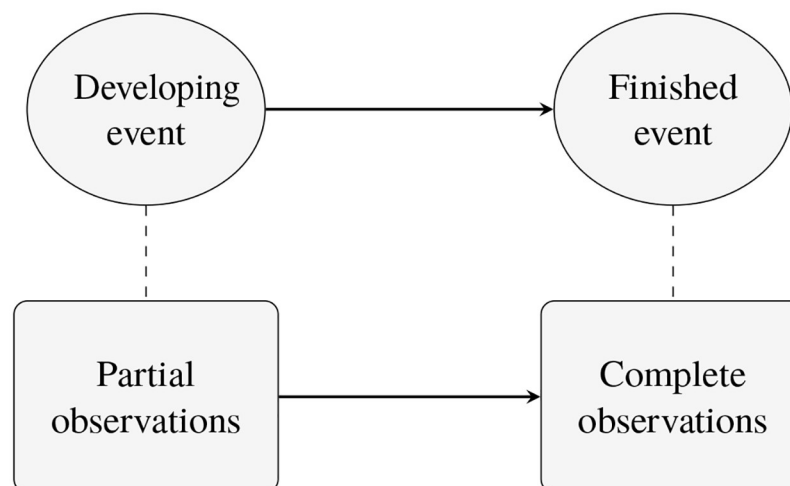 Developing
event
Finished
event
Partial
observations
Complete
observations